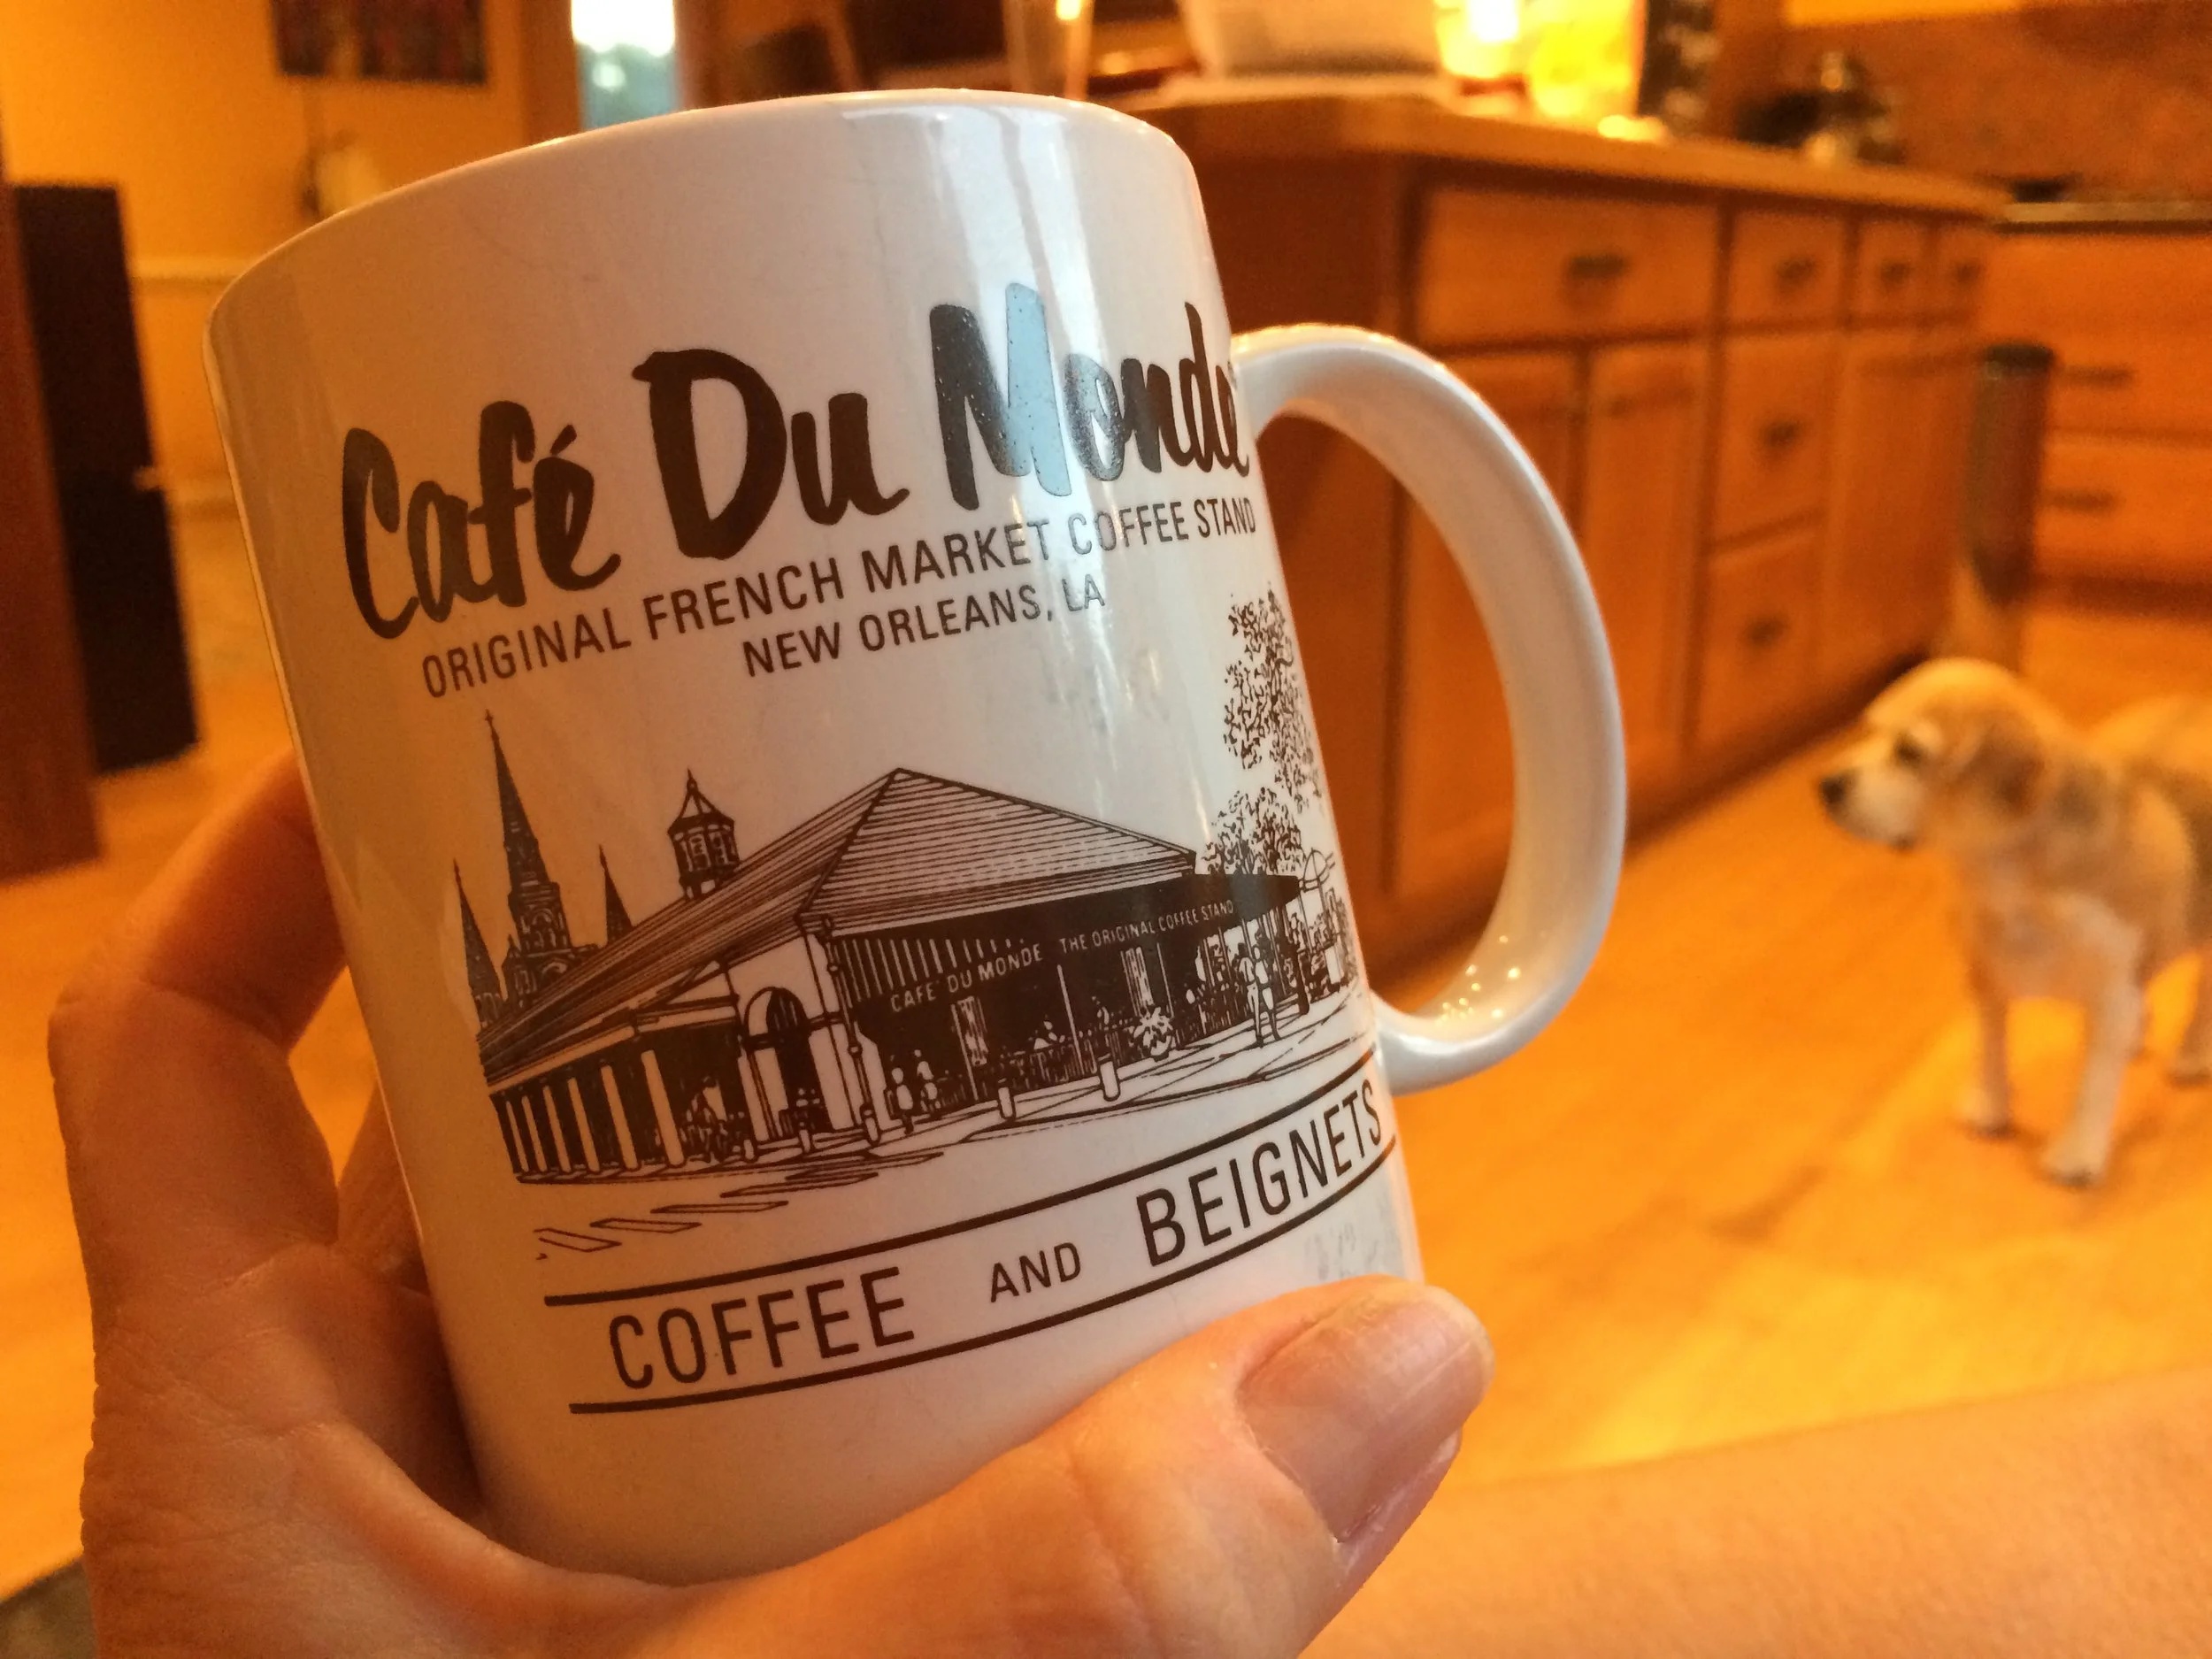 Café Du Monde
ORIGINAL FRENCH MARKET COFFEE STAND
NEW ORLEANS, LA
CAFE DU MONDE THE ORIGINAL COFFEE STAND
COFFEE AND BEIGNETS